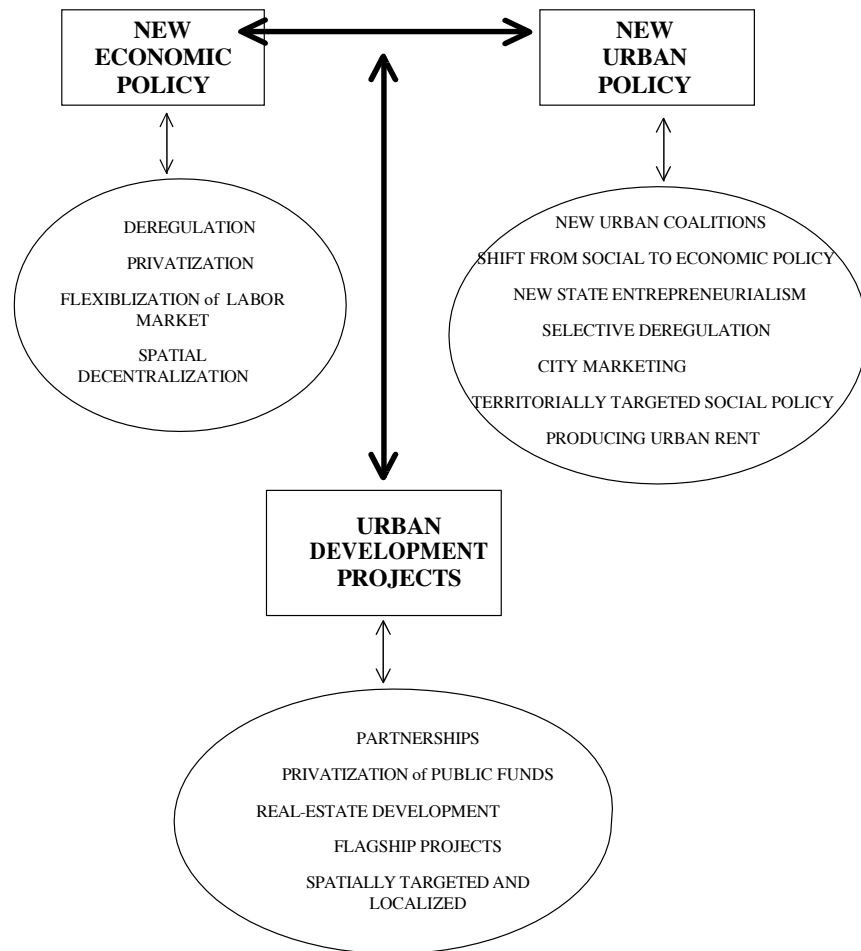 NEW
ECONOMIC
POLICY
NEW
URBAN
POLICY
DEREGULATION
PRIVATIZATION
FLEXIBLIZATION of LABOR
MARKET
SPATIAL
DECENTRALIZATION
NEW URBAN COALITIONS
SHIFT FROM SOCIAL TO ECONOMIC POLICY
NEW STATE ENTREPRENEURIALISM
SELECTIVE DEREGULATION
CITY MARKETING
TERRITORIALLY TARGETED SOCIAL POLICY
PRODUCING URBAN RENT
URBAN
DEVELOPMENT
PROJECTS
PARTNERSHIPS
PRIVATIZATION of PUBLIC FUNDS
REAL-ESTATE DEVELOPMENT
FLAGSHIP PROJECTS
SPATIALLY TARGETED AND
LOCALIZED